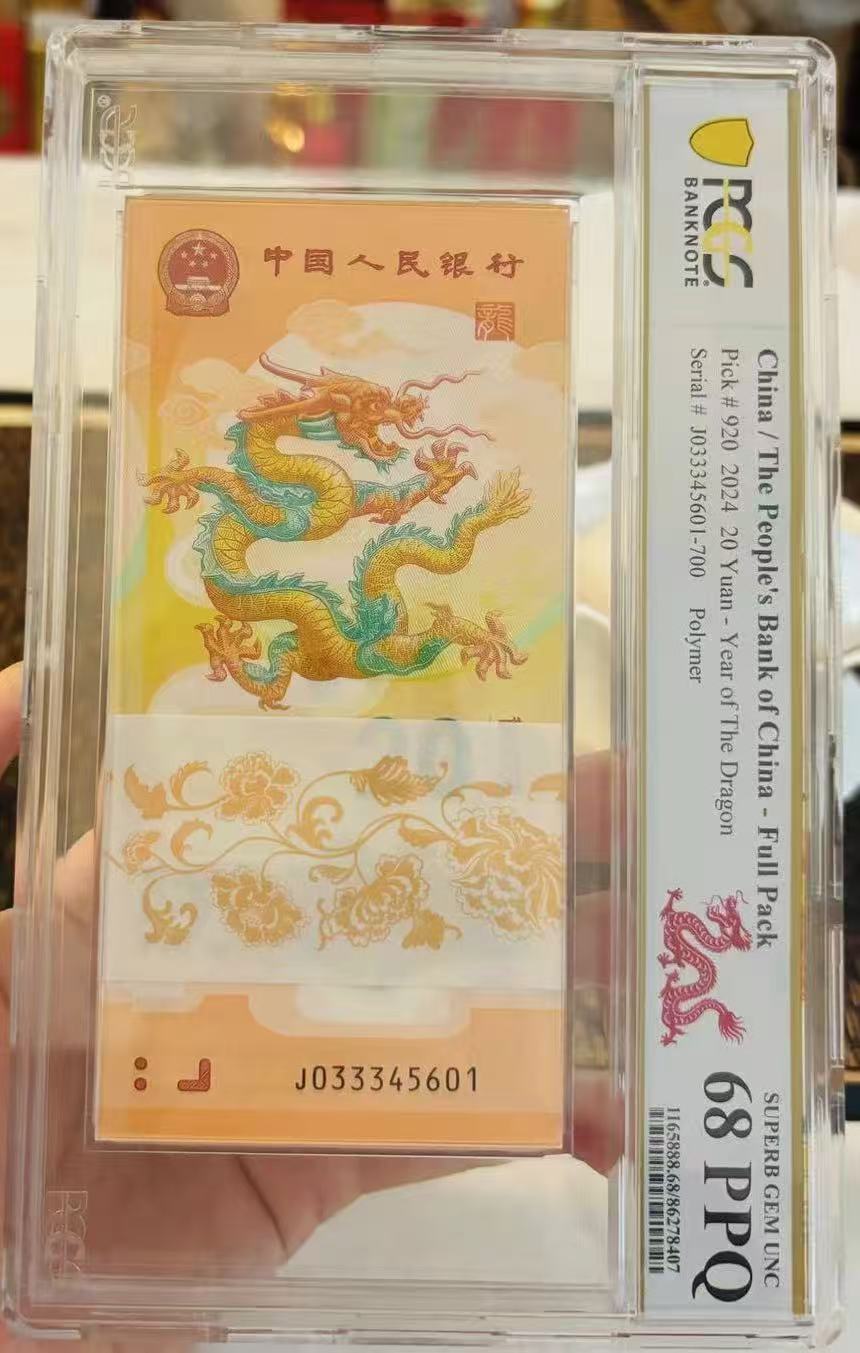 中国人民银行
龍
J033345601
PCGS
BANKNOTE
China / The People's Bank of China - Full Pack
Pick # 920 2024 20 Yuan - Year of The Dragon
Serial # J033345601-700 Polymer
SUPERB GEM UNC
68 PPQ
1165888.68/86278407
PCGS